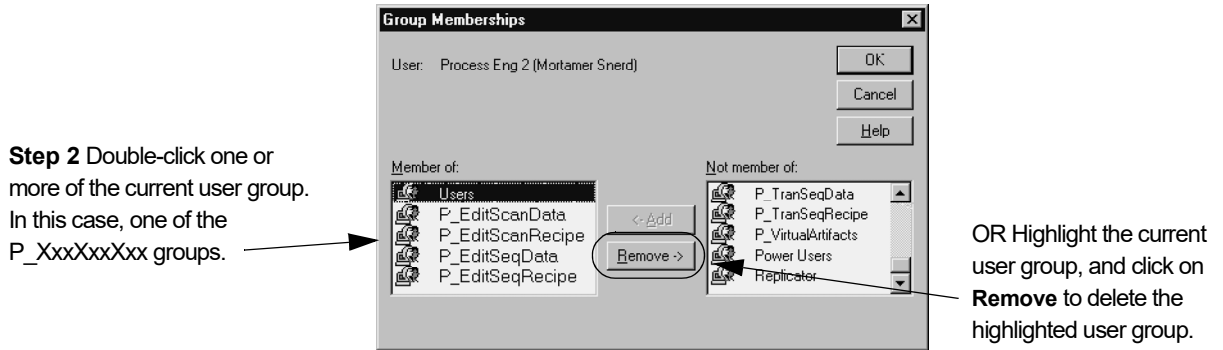 Group Memberships
User: Process Eng 2 (Mortamer Snerd)
OK
Cancel
Help
Step 2 Double-click one or
more of the current user group.
In this case, one of the
P_XxxXxxXxx groups.
Member of:
Users
P_EditScanData
P_EditScanRecipe
P_EditSeqData
P_EditSeqRecipe
<- Add
Remove ->
Not member of:
P_TranSeqData
P_TranSeqRecipe
P_VirtualArtifacts
Power Users
Replicator
OR Highlight the current
user group, and click on
Remove to delete the
highlighted user group.